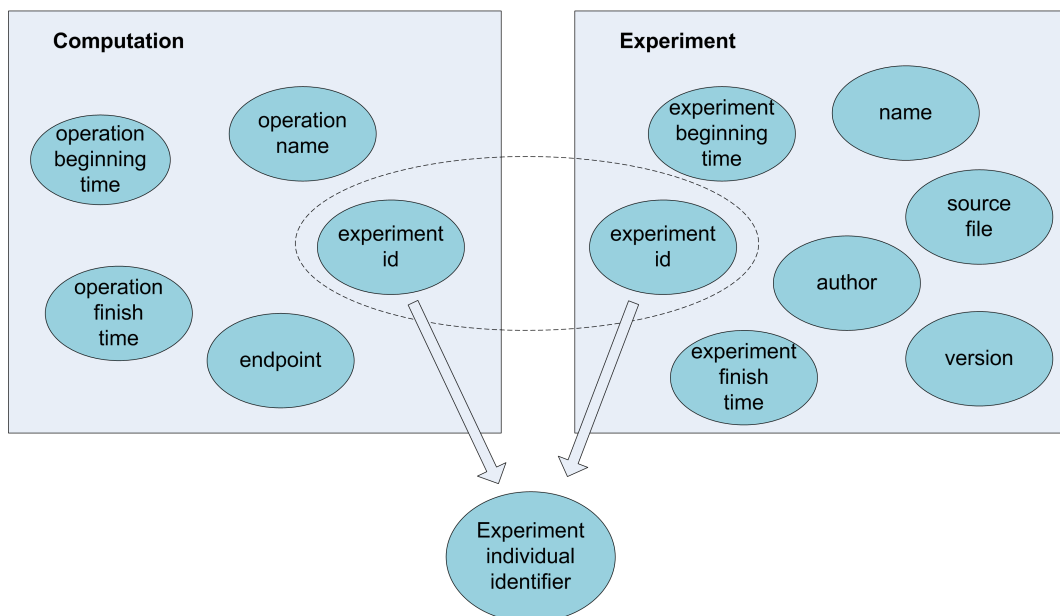 Computation
operation
beginning
time
operation
name
experiment
id
operation
finish
time
endpoint
Experiment
experiment
beginning
time
name
source
file
experiment
id
author
experiment
finish
time
version
Experiment
individual
identifier